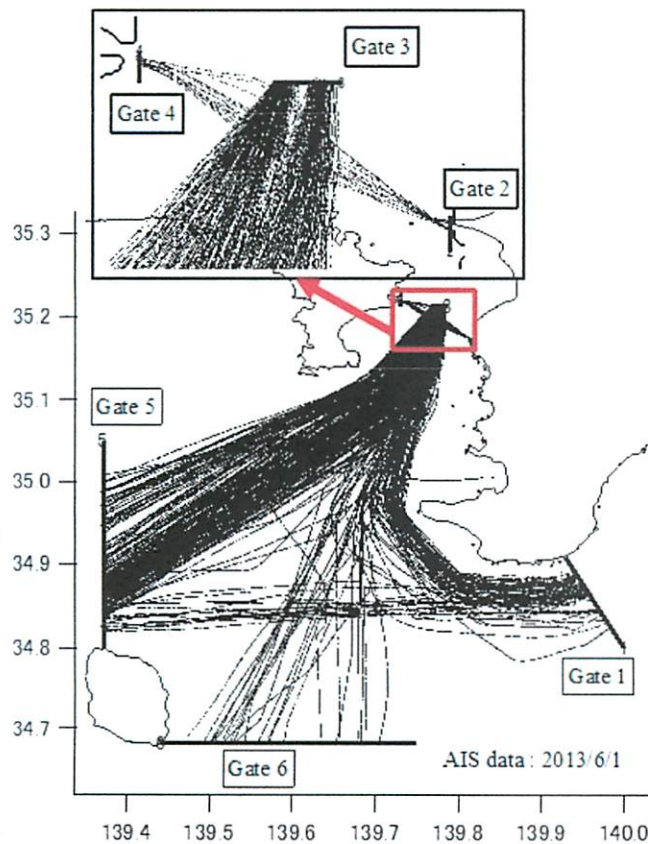 Gate 3
Gate 4
Gate 2
35.3
35.2
35.1
Gate 5
35.0
34.9
34.8
Gate 1
34.7
Gate 6
AIS data : 2013/6/1
139.4 139.5 139.6 139.7 139.8 139.9 140.0